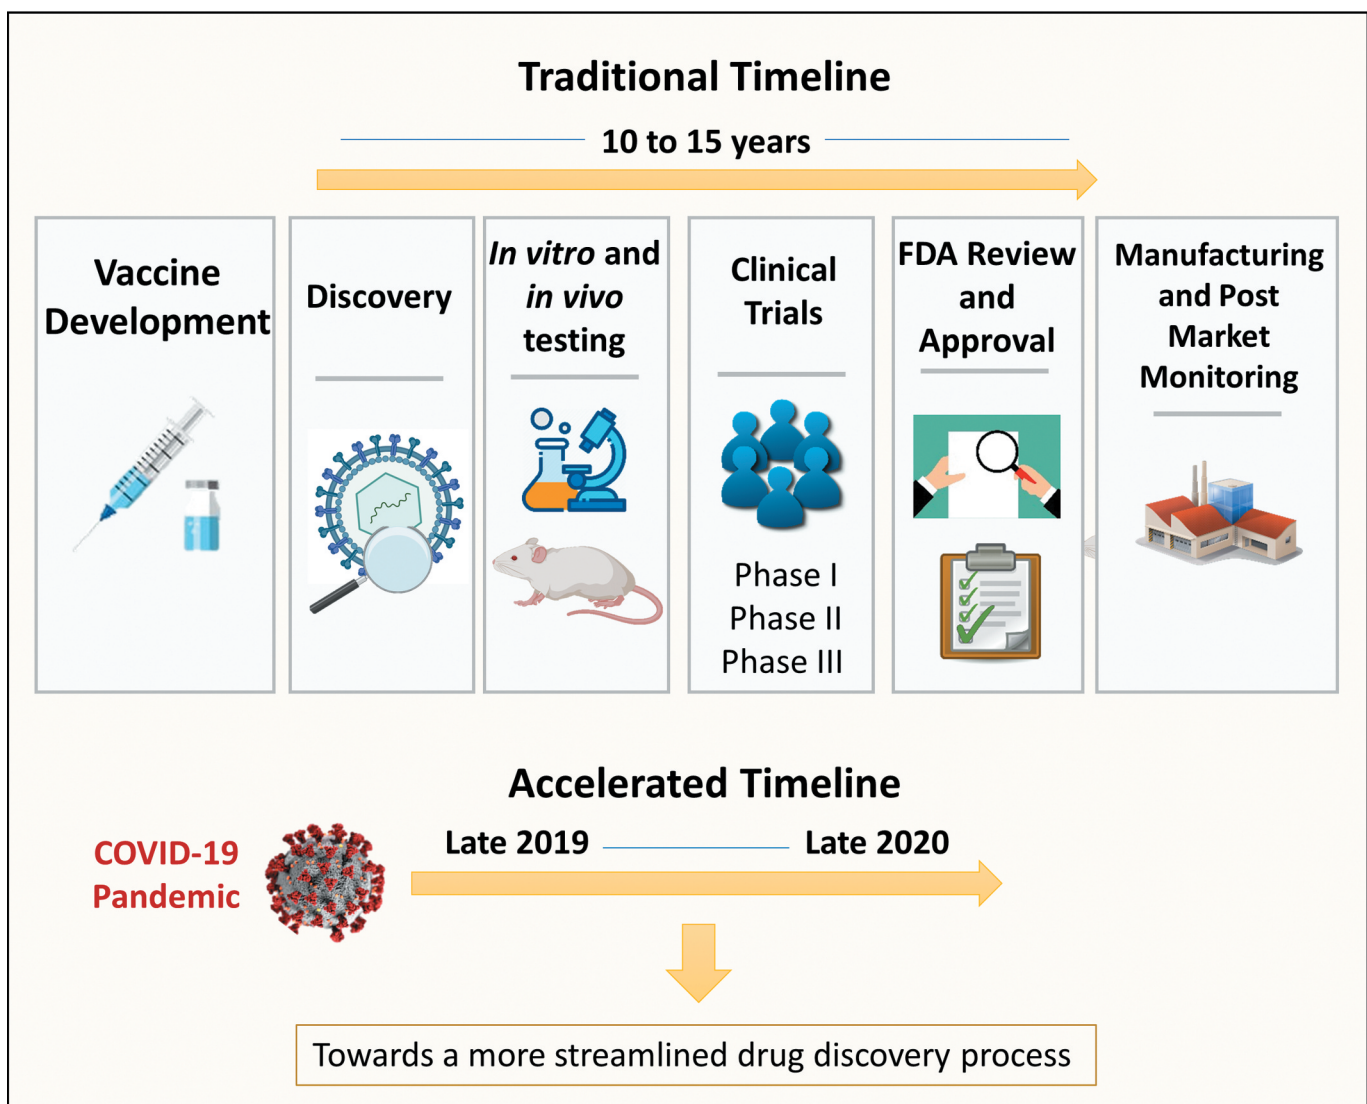 Traditional Timeline
10 to 15 years
Vaccine
Development
Discovery
In vitro and
in vivo
testing
Clinical
Trials
Phase I
Phase II
Phase III
FDA Review
and
Approval
Manufacturing
and Post
Market
Monitoring
Accelerated Timeline
COVID-19
Pandemic
Late 2019
Late 2020
Towards a more streamlined drug discovery process